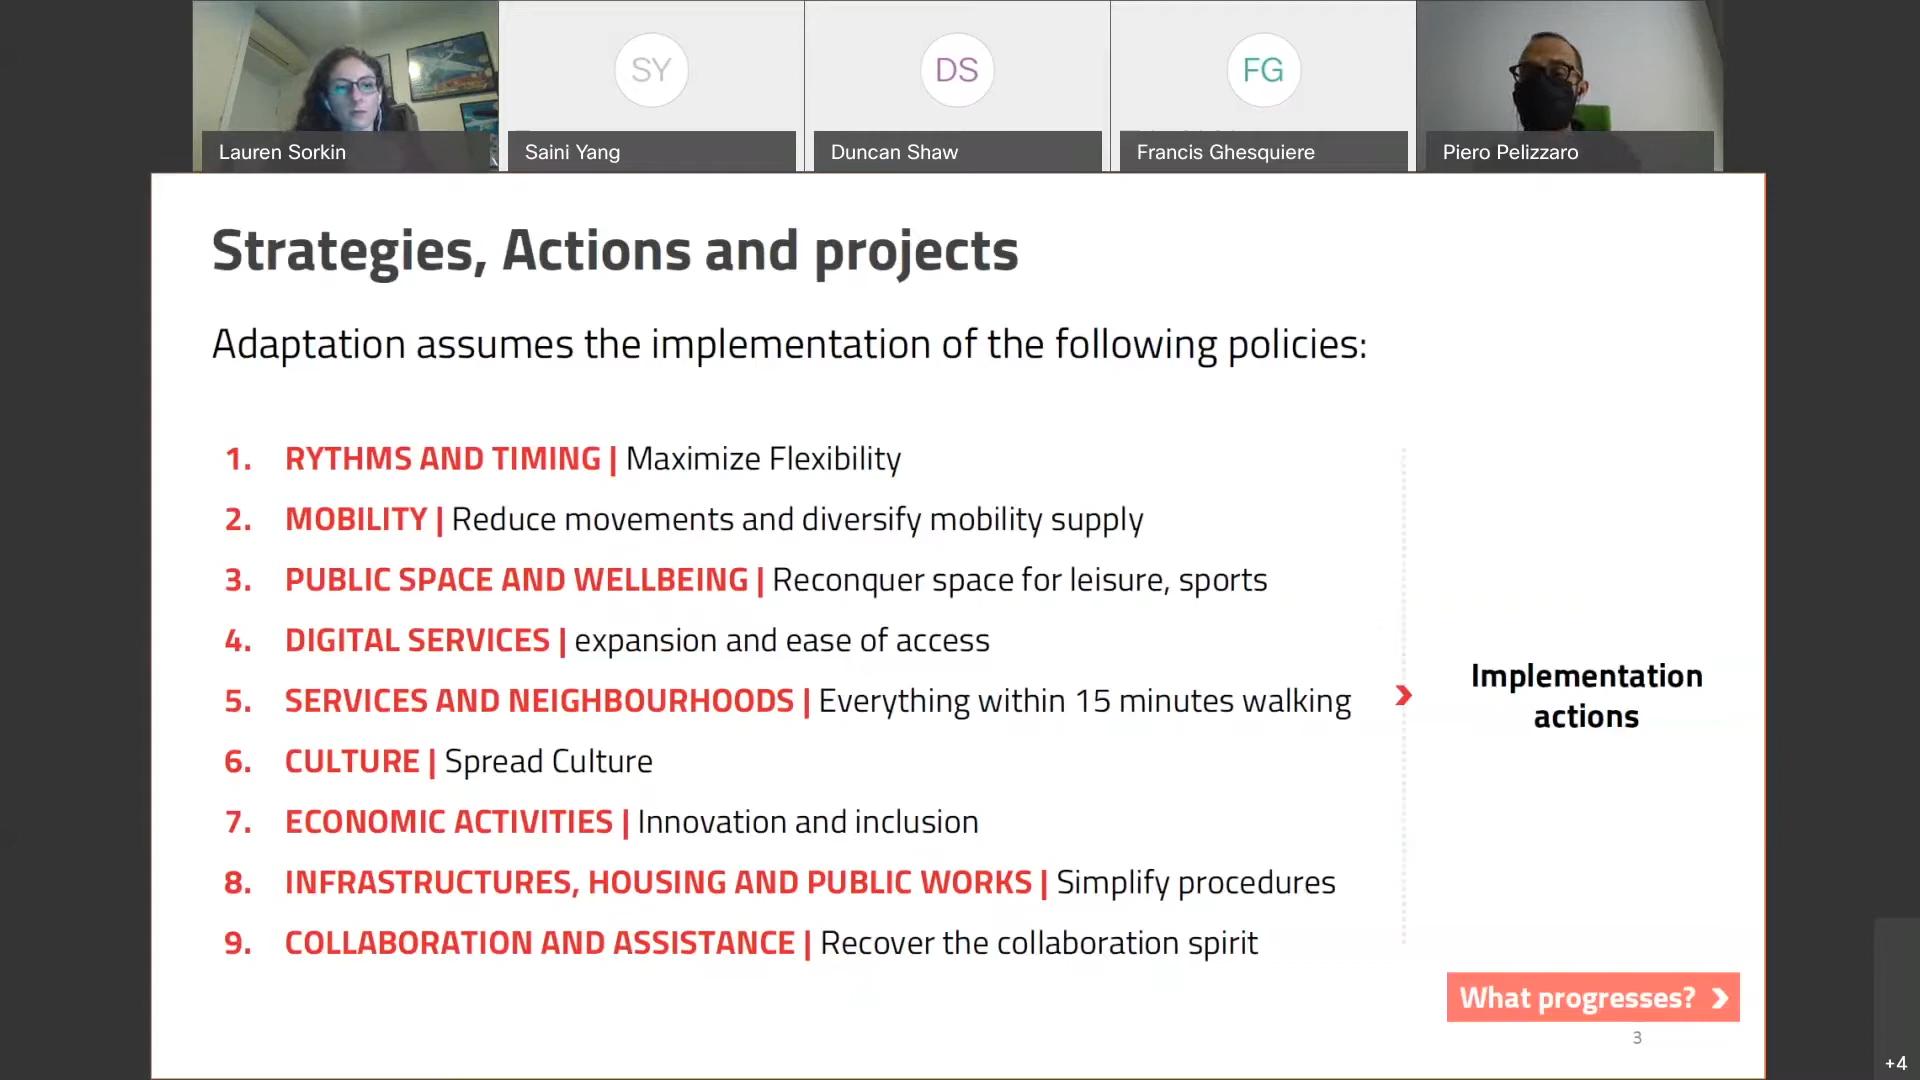 SY
DS
FG
Lauren Sorkin
Saini Yang
Duncan Shaw
Francis Ghesquiere
Piero Pelizzaro
Strategies, Actions and projects
Adaptation assumes the implementation of the following policies:
1. RYTHMS AND TIMING | Maximize Flexibility
2. MOBILITY | Reduce movements and diversify mobility supply
3. PUBLIC SPACE AND WELLBEING | Reconquer space for leisure, sports
4. DIGITAL SERVICES | expansion and ease of access
5. SERVICES AND NEIGHBOURHOODS | Everything within 15 minutes walking
6. CULTURE | Spread Culture
7. ECONOMIC ACTIVITIES | Innovation and inclusion
8. INFRASTRUCTURES, HOUSING AND PUBLIC WORKS | Simplify procedures
9. COLLABORATION AND ASSISTANCE | Recover the collaboration spirit
Implementation
actions
What progresses?
3
+4